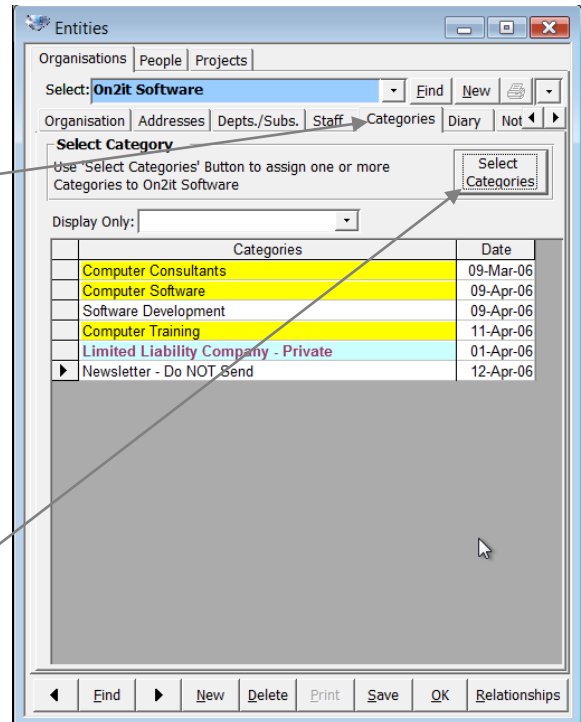 Entities
Organisations People Projects
Select: On2it Software Find New
Organisation Addresses Depts./Subs. Staff Categories Diary Not
Select Category
Use 'Select Categories' Button to assign one or more
Categories to On2it Software
Select
Categories
Display Only:
Categories Date
Computer Consultants 09-Mar-06
Computer Software 09-Apr-06
Software Development 09-Apr-06
Computer Training 11-Apr-06
Limited Liability Company - Private 01-Apr-06
Newsletter - Do NOT Send 12-Apr-06
Find New Delete Print Save OK Relationships